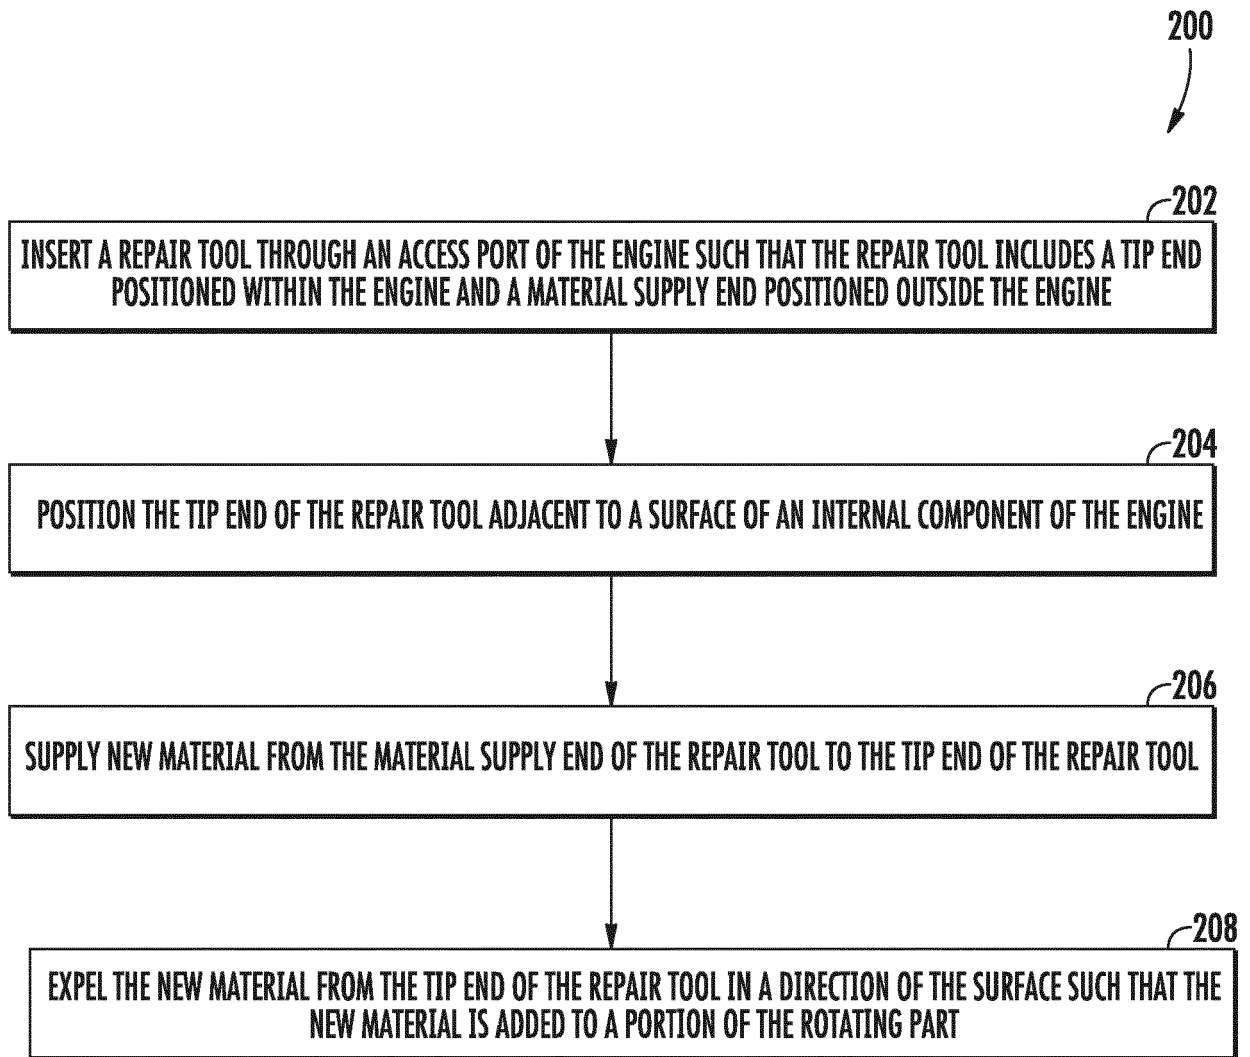 200
202
INSERT A REPAIR TOOL THROUGH AN ACCESS PORT OF THE ENGINE SUCH THAT THE REPAIR TOOL INCLUDES A TIP END
POSITIONED WITHIN THE ENGINE AND A MATERIAL SUPPLY END POSITIONED OUTSIDE THE ENGINE
204
POSITION THE TIP END OF THE REPAIR TOOL ADJACENT TO A SURFACE OF AN INTERNAL COMPONENT OF THE ENGINE
206
SUPPLY NEW MATERIAL FROM THE MATERIAL SUPPLY END OF THE REPAIR TOOL TO THE TIP END OF THE REPAIR TOOL
208
EXPEL THE NEW MATERIAL FROM THE TIP END OF THE REPAIR TOOL IN A DIRECTION OF THE SURFACE SUCH THAT THE
NEW MATERIAL IS ADDED TO A PORTION OF THE ROTATING PART